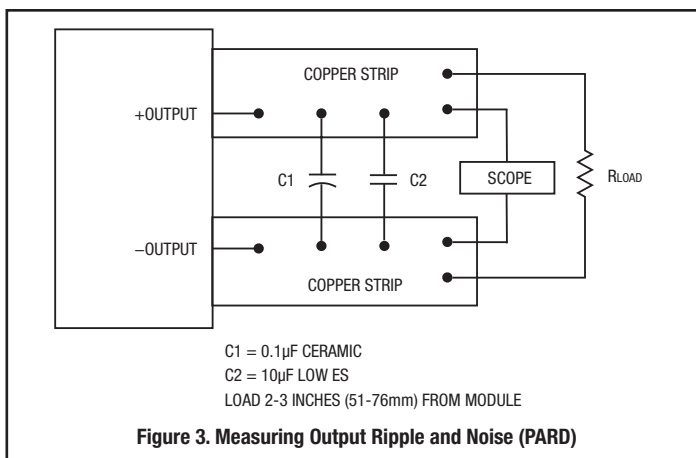 COPPER STRIP
+OUTPUT
C1
C2
SCOPE
RLOAD
−OUTPUT
COPPER STRIP
C1 = 0.1µF CERAMIC
C2 = 10µF LOW ES
LOAD 2-3 INCHES (51-76mm) FROM MODULE
Figure 3. Measuring Output Ripple and Noise (PARD)